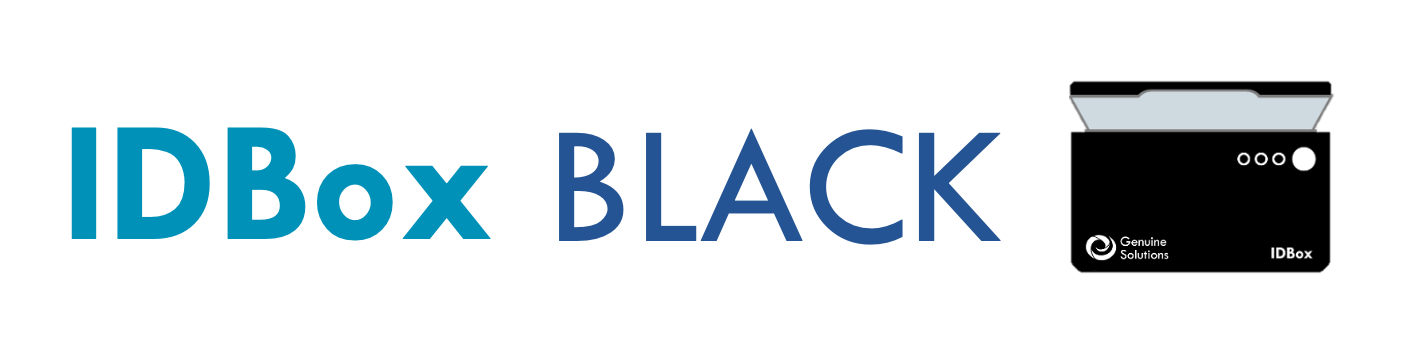 IDBox BLACK
Genuine
Solutions
IDBox